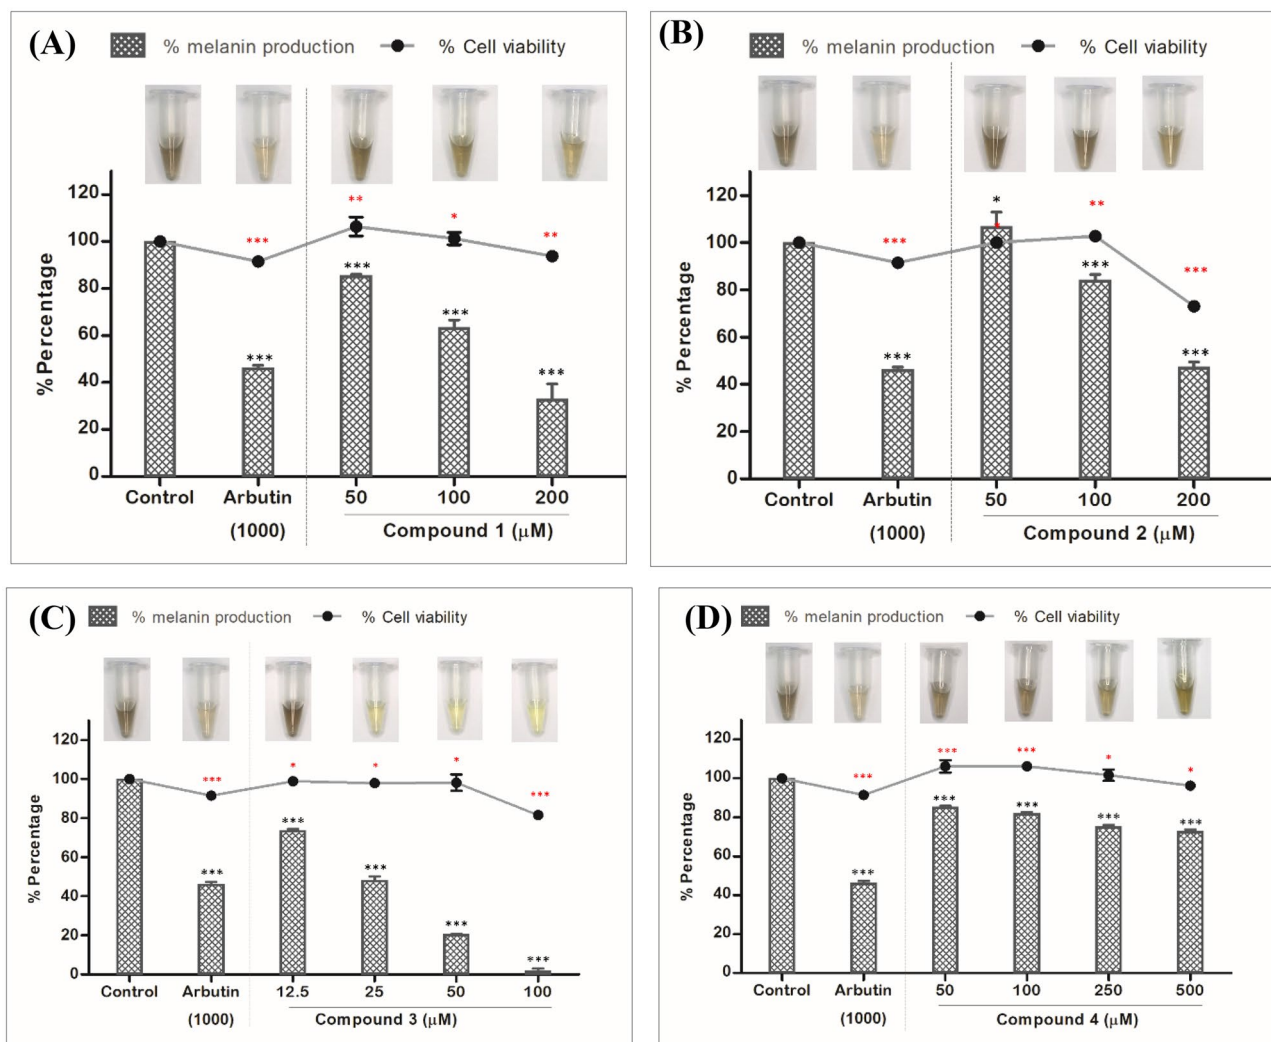 (A)
% melanin production % Cell viability
** * **
***
*** *** *** ***
120
100
80
60
40
20
0
% Percentage
Control Arbutin 50 100 200
(1000) Compound 1 (μM)
(B)
% melanin production % Cell viability
* **
*** * ***
*** *** ***
120
100
80
60
40
20
0
% Percentage
Control Arbutin 50 100 200
(1000) Compound 2 (μM)
(C)
% melanin production % Cell viability
*** * * * ***
*** *** *** *** ***
120
100
80
60
40
20
0
% Percentage
Control Arbutin 12.5 25 50 100
(1000) Compound 3 (μM)
(D)
% melanin production % Cell viability
*** *** *** * *
*** *** *** *** ***
120
100
80
60
40
20
0
% Percentage
Control Arbutin 50 100 250 500
(1000) Compound 4 (μM)